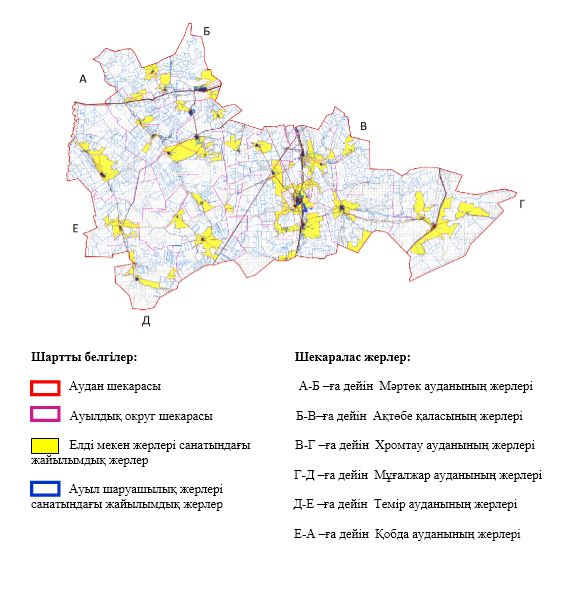 Б
А
В
Г
Е
Д
Шартты белгілер:
Аудан шекарасы
Ауылдық округ шекарасы
Елді мекен жерлері санатындағы
жайылымдық жерлер
Ауыл шаруашылық жерлері
санатындағы жайылымдық жерлер
Шекаралас жерлер:
А-Б –ға дейін Мәртөк ауданының жерлері
Б-В–ға дейін Ақтөбе қаласының жерлері
В-Г –ға дейін Хромтау ауданының жерлері
Г-Д –ға дейін Мұғалжар ауданының жерлері
Д-Е –ға дейін Темір ауданының жерлері
Е-А –ға дейін Қобда ауданының жерлері